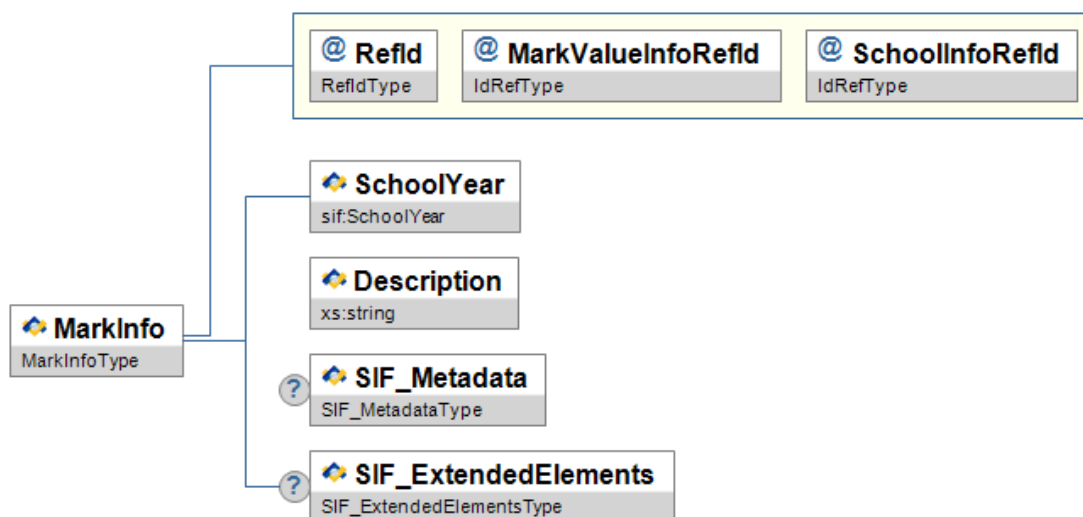 @ RefId
RefIdType
@ MarkValueInfoRefId
IdRefType
@ SchoolInfoRefId
IdRefType
SchoolYear
sif:SchoolYear
Description
xs:string
MarkInfo
MarkInfoType
? SIF_Metadata
SIF_MetadataType
? SIF_ExtendedElements
SIF_ExtendedElementsType